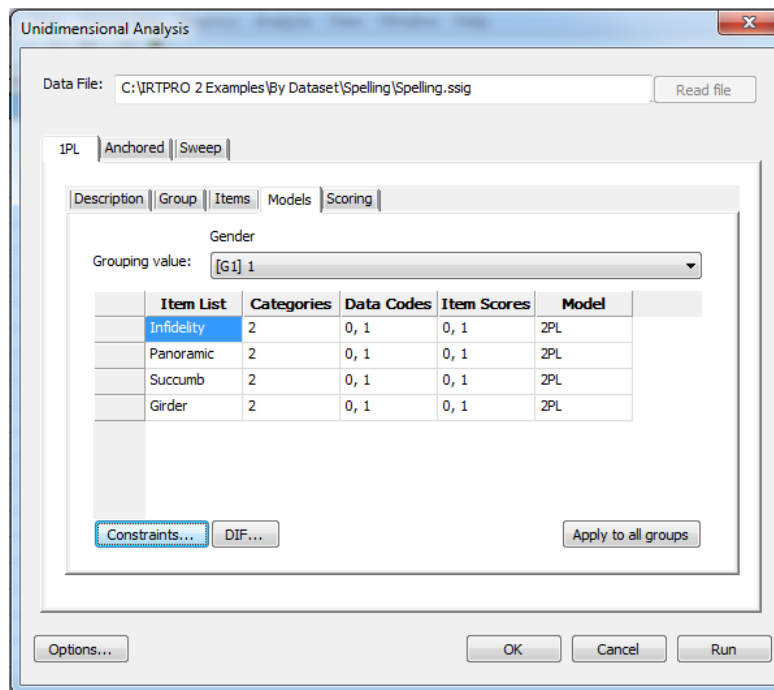 Unidimensional Analysis
Data File: C:\IRTPRO 2 Examples\By Dataset\Spelling\Spelling.ssig Read file
1PL Anchored Sweep
Description Group Items Models Scoring
Gender
Grouping value: [G1] 1
Item List Categories Data Codes Item Scores Model
Infidelity 2 0, 1 0, 1 2PL
Panoramic 2 0, 1 0, 1 2PL
Succumb 2 0, 1 0, 1 2PL
Girder 2 0, 1 0, 1 2PL
Constraints... DIF... Apply to all groups
Options... OK Cancel Run